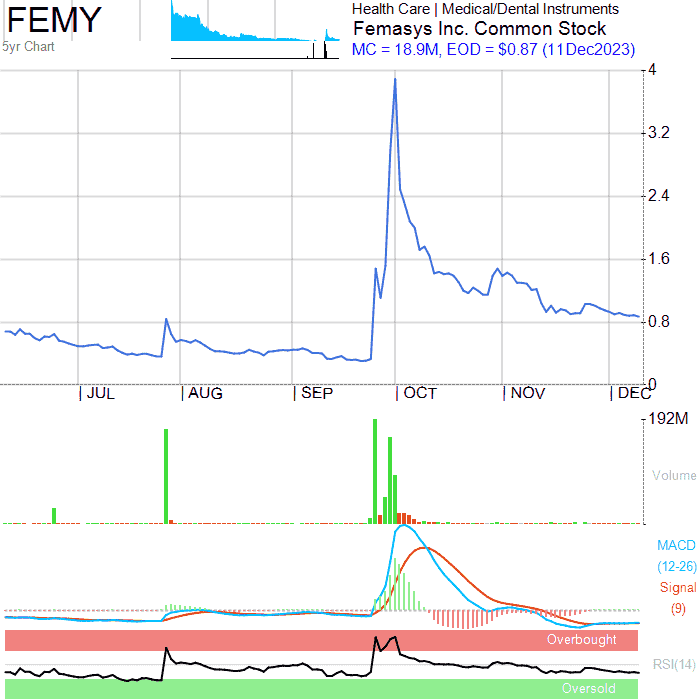 FEMY
5yr Chart
Health Care | Medical/Dental Instruments
Femasys Inc. Common Stock
MC = 18.9M, EOD = $0.87 (11Dec2023)
4
3.2
2.4
1.6
0.8
0
JUL AUG SEP OCT NOV DEC
192M
Volume
MACD
(12-26)
Signal
(9)
Overbought
RSI(14)
Oversold